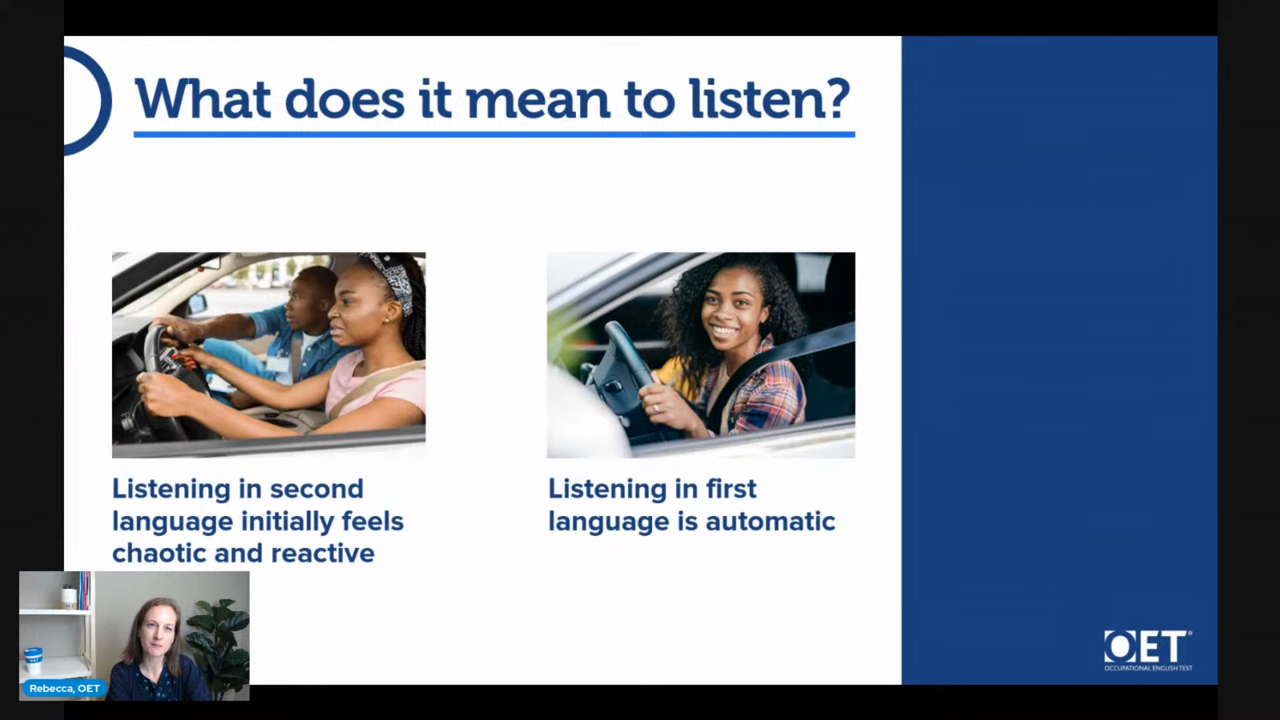 What does it mean to listen?
Listening in second
language initially feels
chaotic and reactive
Listening in first
language is automatic
Rebecca, OET
OET
OCCUPATIONAL ENGLISH TEST